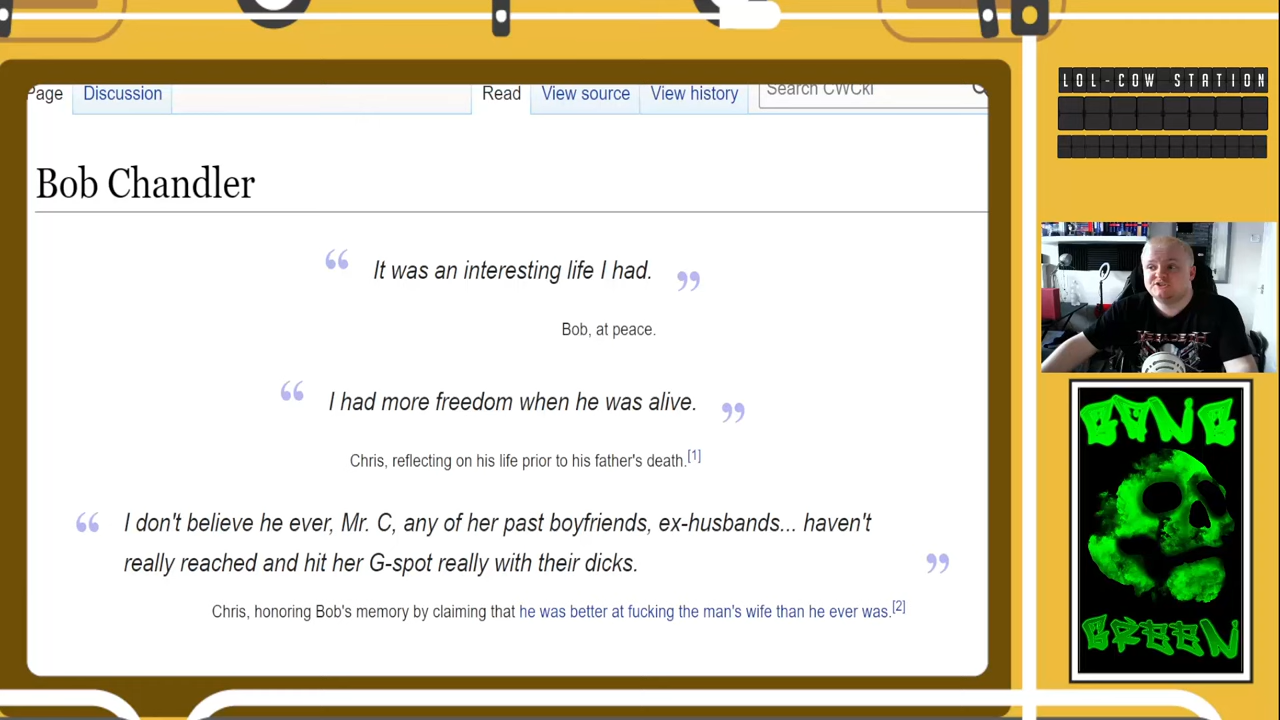 LOL-COW STATION
Page Discussion Read View source View history Search CWCki
Bob Chandler
“ It was an interesting life I had. ”
Bob, at peace.
“ I had more freedom when he was alive. ”
Chris, reflecting on his life prior to his father's death.[1]
“ I don't believe he ever, Mr. C, any of her past boyfriends, ex-husbands... haven't
really reached and hit her G-spot really with their dicks. ”
Chris, honoring Bob's memory by claiming that he was better at fucking the man's wife than he ever was.[2]
GREEN